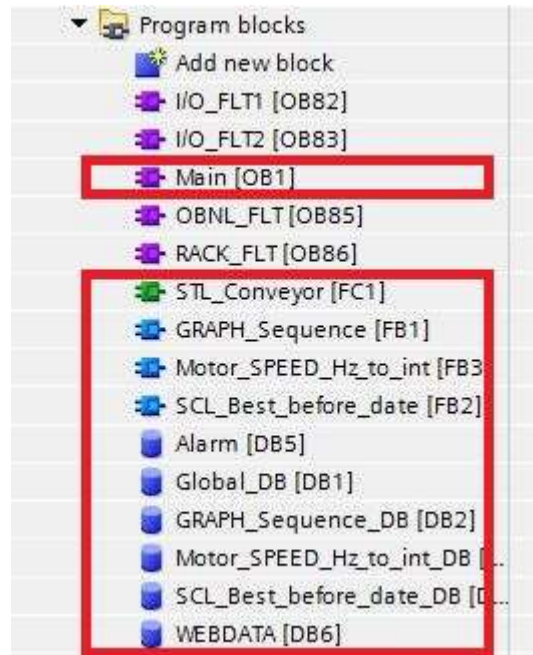 Program blocks
Add new block
I/O_FLT1 [OB82]
I/O_FLT2 [OB83]
Main [OB1]
OBNL_FLT [OB85]
RACK_FLT [OB86]
STL_Conveyor [FC1]
GRAPH_Sequence [FB1]
Motor_SPEED_Hz_to_int [FB3
SCL_Best_before_date [FB2]
Alarm [DB5]
Global_DB [DB1]
GRAPH_Sequence_DB [DB2]
Motor_SPEED_Hz_to_int_DB [...
SCL_Best_before_date_DB [D...
WEBDATA [DB6]